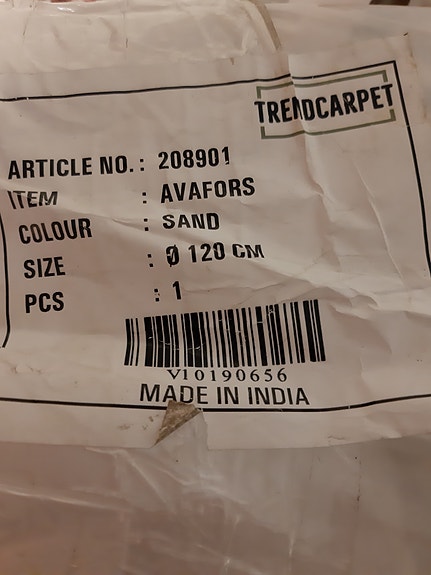 TRENDCARPET
ARTICLE NO. : 208901
ITEM : AVAFORS
COLOUR : SAND
SIZE : Ø 120 CM
PCS : 1
V10190656
MADE IN INDIA